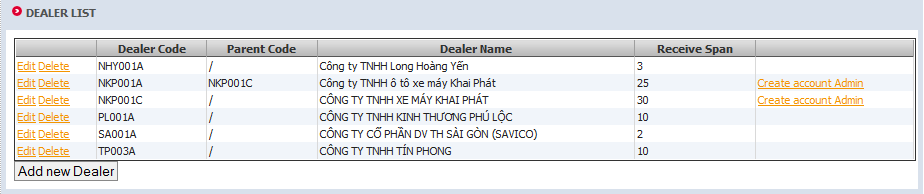 DEALER LIST
Dealer Code Parent Code Dealer Name Receive Span
Edit Delete NHY001A / Công ty TNHH Long Hoàng Yến 3
Edit Delete NKP001A NKP001C Công ty TNHH ô tô xe máy Khai Phát 25 Create account Admin
Edit Delete NKP001C / CÔNG TY TNHH XE MÁY KHAI PHÁT 30 Create account Admin
Edit Delete PL001A / CÔNG TY TNHH KINH THƯƠNG PHÚ LỘC 10
Edit Delete SA001A / CÔNG TY CỔ PHẦN DV TH SÀI GÒN (SAVICO) 2
Edit Delete TP003A / CÔNG TY TNHH TÍN PHONG 10
Add new Dealer